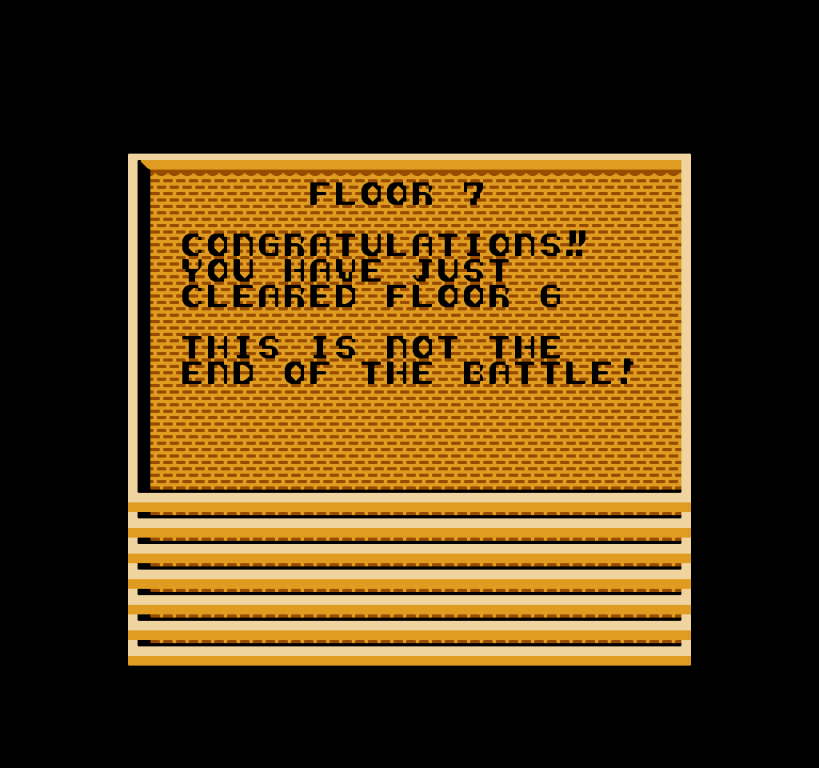 FLOOR 7
CONGRATULATIONS!!
YOU HAVE JUST
CLEARED FLOOR 6
THIS IS NOT THE
END OF THE BATTLE!